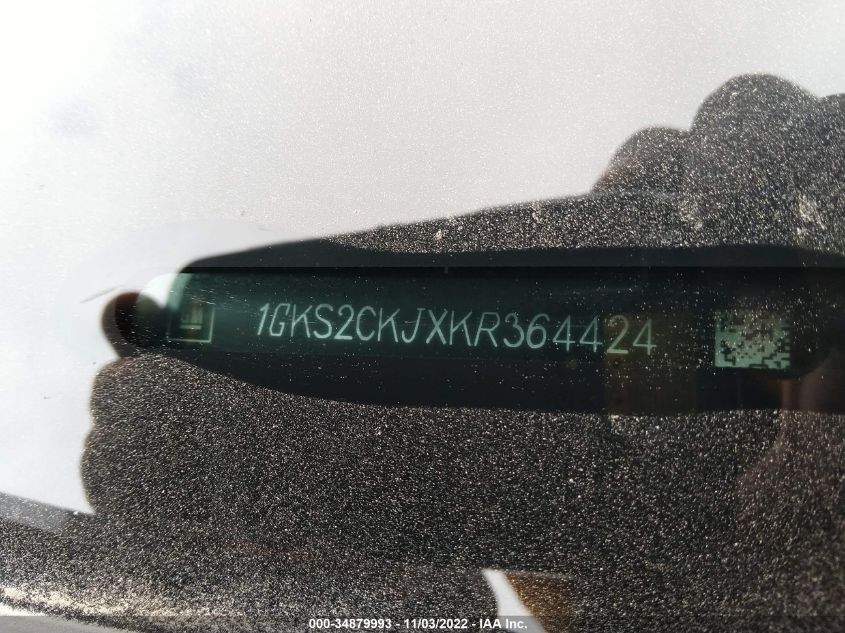 1GKS2CKJXKR364424
000-34879993 - 11/03/2022 - IAA Inc.